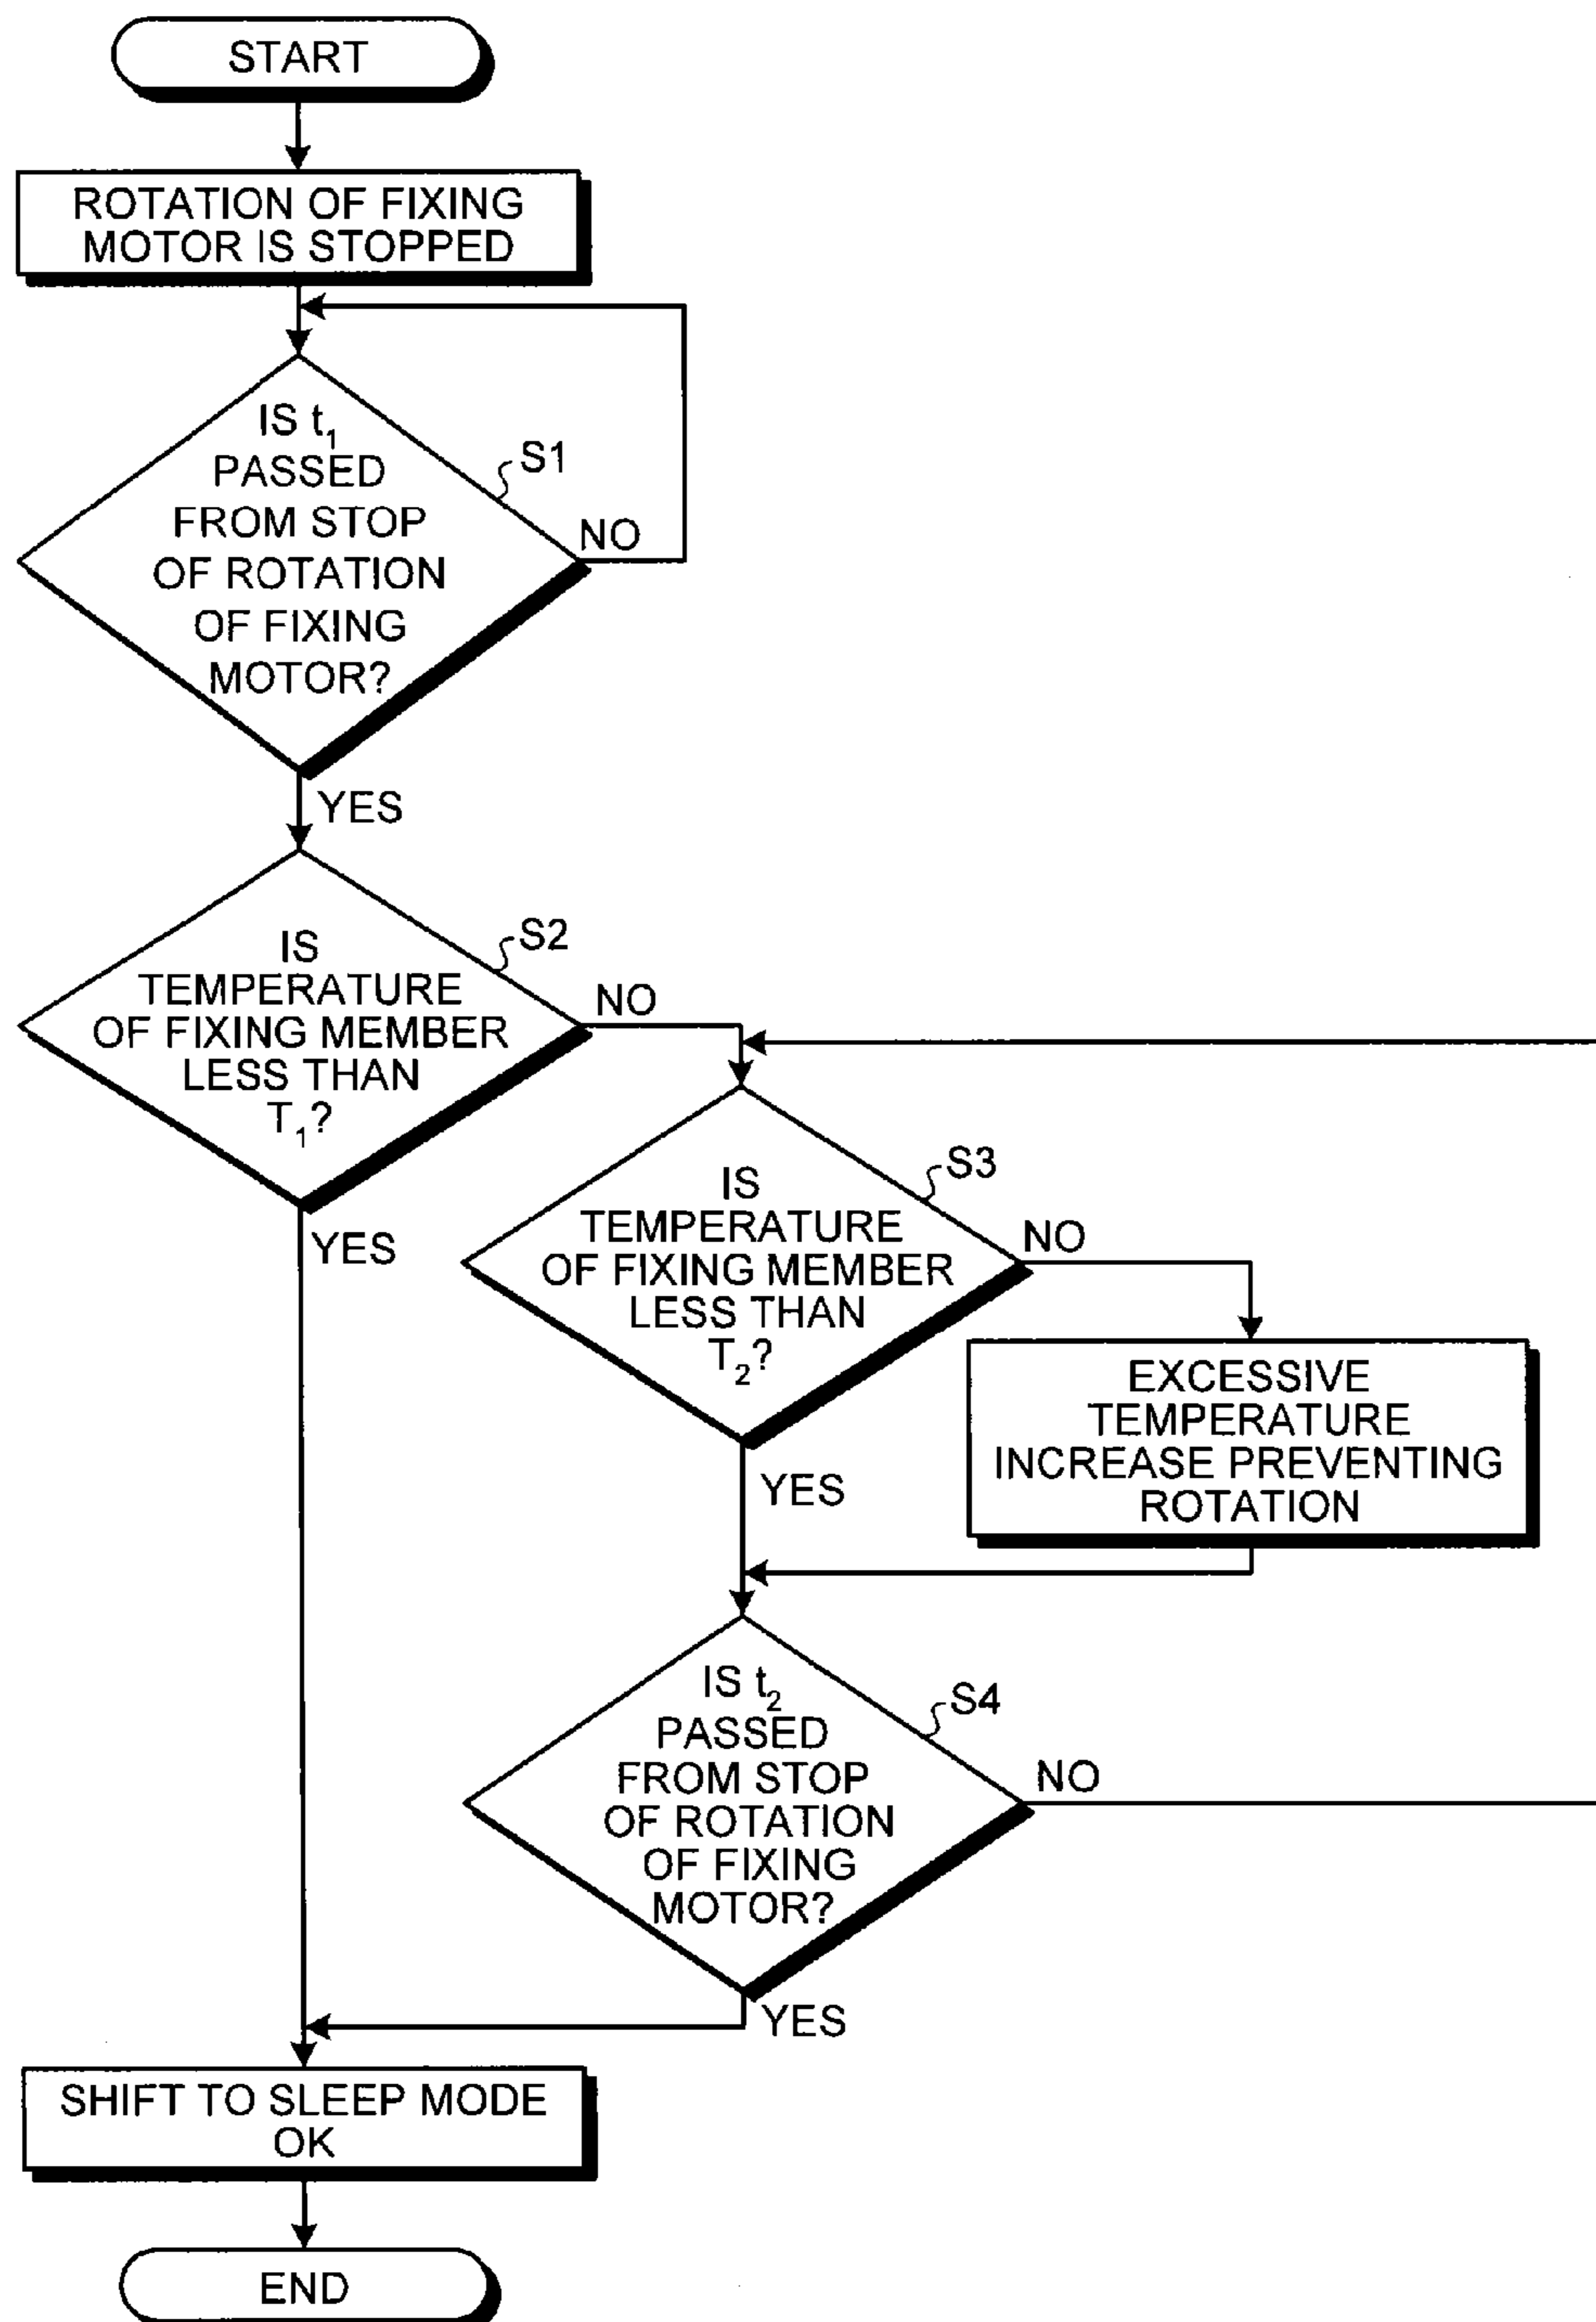 START
ROTATION OF FIXING
MOTOR IS STOPPED
IS t₁
PASSED
FROM STOP
OF ROTATION
OF FIXING
MOTOR?
S1
NO
YES
IS
TEMPERATURE
OF FIXING MEMBER
LESS THAN
T₁?
S2
NO
YES
IS
TEMPERATURE
OF FIXING MEMBER
LESS THAN
T₂?
S3
NO
EXCESSIVE
TEMPERATURE
INCREASE PREVENTING
ROTATION
YES
IS t₂
PASSED
FROM STOP
OF ROTATION
OF FIXING
MOTOR?
S4
NO
YES
SHIFT TO SLEEP MODE
OK
END